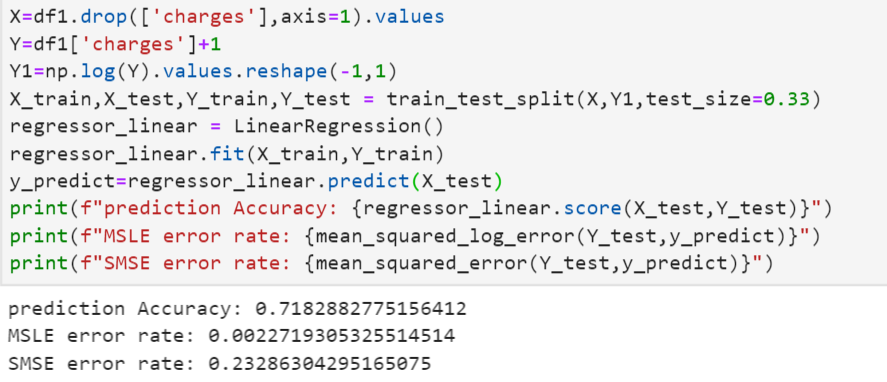 X=df1.drop(['charges'],axis=1).values
Y=df1['charges']+1
Y1=np.log(Y).values.reshape(-1,1)
X_train,X_test,Y_train,Y_test = train_test_split(X,Y1,test_size=0.33)
regressor_linear = LinearRegression()
regressor_linear.fit(X_train,Y_train)
y_predict=regressor_linear.predict(X_test)
print(f"prediction Accuracy: {regressor_linear.score(X_test,Y_test)}")
print(f"MSLE error rate: {mean_squared_log_error(Y_test,y_predict)}")
print(f"SMSE error rate: {mean_squared_error(Y_test,y_predict)}")
prediction Accuracy: 0.7182882775156412
MSLE error rate: 0.0022719305325514514
SMSE error rate: 0.23286304295165075